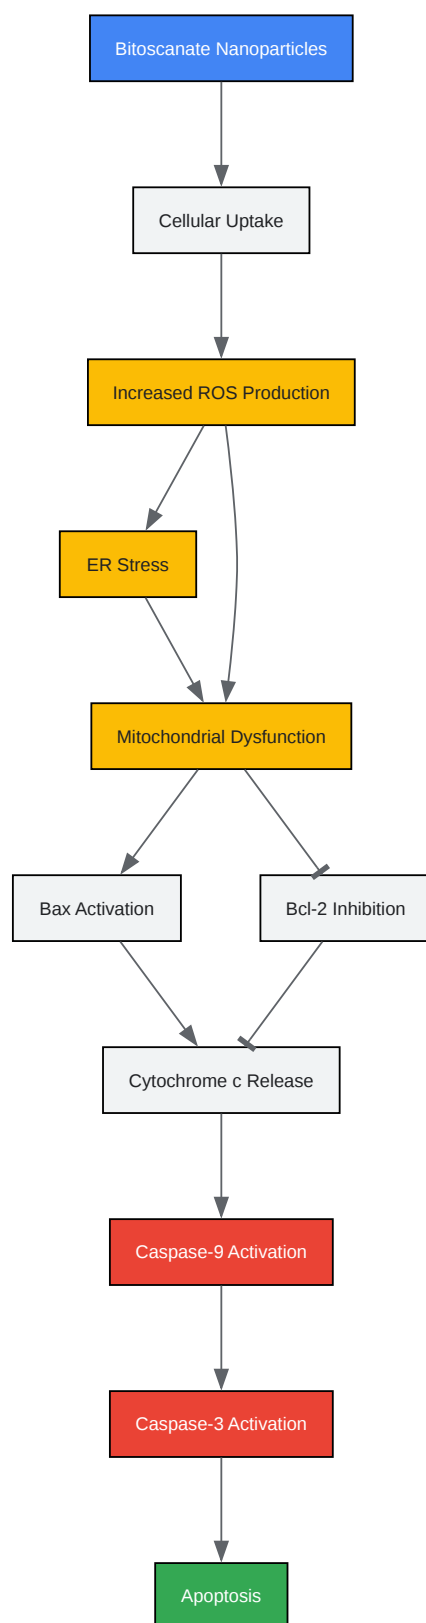 Bitoscanate Nanoparticles
Cellular Uptake
Increased ROS Production
ER Stress
Mitochondrial Dysfunction
Bax Activation
Bcl-2 Inhibition
Cytochrome c Release
Caspase-9 Activation
Caspase-3 Activation
Apoptosis